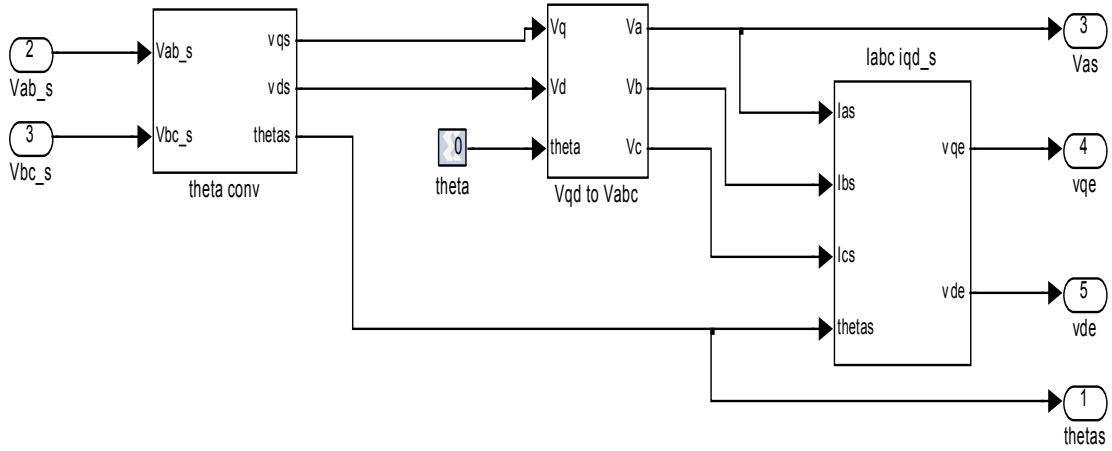 2
Vab_s
3
Vbc_s
Vab_s
Vbc_s
vqs
vds
thetas
theta conv
0
theta
Vq
Vd
theta
Va
Vb
Vc
Vqd to Vabc
Iabc iqd_s
Ias
Ibs
Ics
thetas
vqe
vde
3
Vas
4
vqe
5
vde
1
thetas